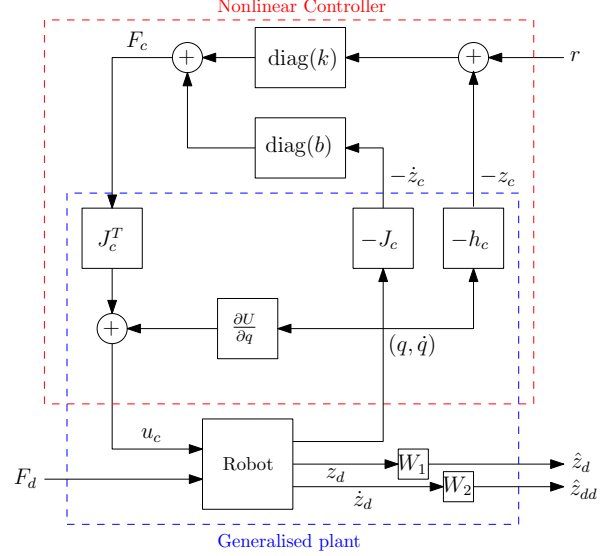 Nonlinear Controller
F_c
+
diag(k)
+
r
diag(b)
−ż_c
−z_c
J_c^T
−J_c
−h_c
+
∂U/∂q
(q, q̇)
u_c
Robot
F_d
z_d
W_1
ẑ_d
ż_d
W_2
ẑ_dd
Generalised plant